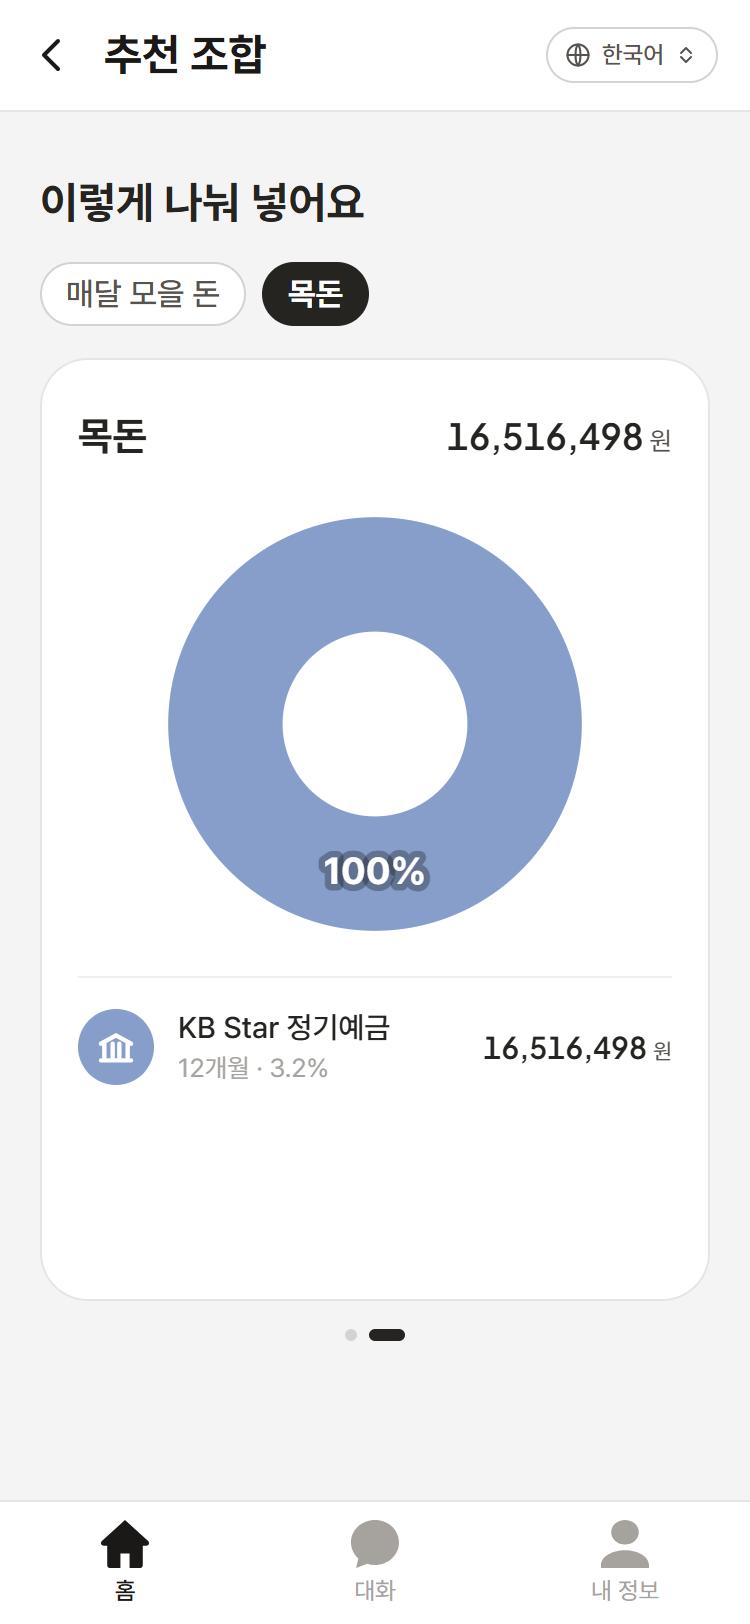 추천 조합
한국어
이렇게 나눠 넣어요
매달 모을 돈
목돈
목돈
16,516,498 원
100%
KB Star 정기예금
12개월 · 3.2%
16,516,498 원
홈
대화
내 정보